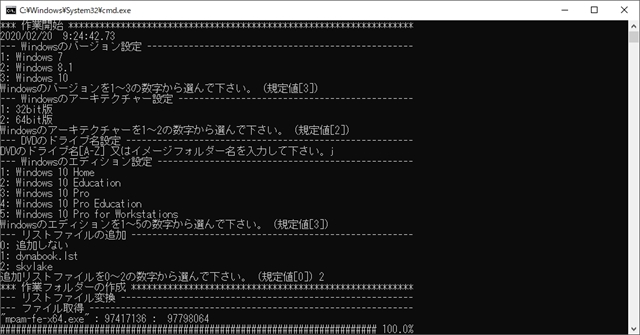 C:¥Windows¥System32¥cmd.exe
*** 作業開始 *************************************************************
2020/02/20  9:24:42.73
--- Windowsのバージョン設定 ----------------------------------------------
1: Windows 7
2: Windows 8.1
3: Windows 10
Windowsのバージョンを1～3の数字から選んで下さい。（規定値[3]）
--- Windowsのアーキテクチャー設定 ----------------------------------------
1: 32bit版
2: 64bit版
Windowsのアーキテクチャーを1～2の数字から選んで下さい。（規定値[2]）
--- DVDのドライブ名設定 --------------------------------------------------
DVDのドライブ名[A-Z] 又はイメージフォルダー名を入力して下さい。j
--- Windowsのエディション設定 --------------------------------------------
1: Windows 10 Home
2: Windows 10 Education
3: Windows 10 Pro
4: Windows 10 Pro Education
5: Windows 10 Pro for Workstations
Windowsのエディションを1～5の数字から選んで下さい。（規定値[3]）
--- リストファイルの追加 -------------------------------------------------
0: 追加しない
1: dynabook.lst
2: skylake
追加リストファイルを0～2の数字から選んで下さい。（規定値[0]）2
*** 作業フォルダーの作成 *************************************************
--- リストファイル変換 ---------------------------------------------------
--- ファイル取得 ---------------------------------------------------------
"mpam-fe-x64.exe" : 97417136 :  97798064
################################################################## 100.0%